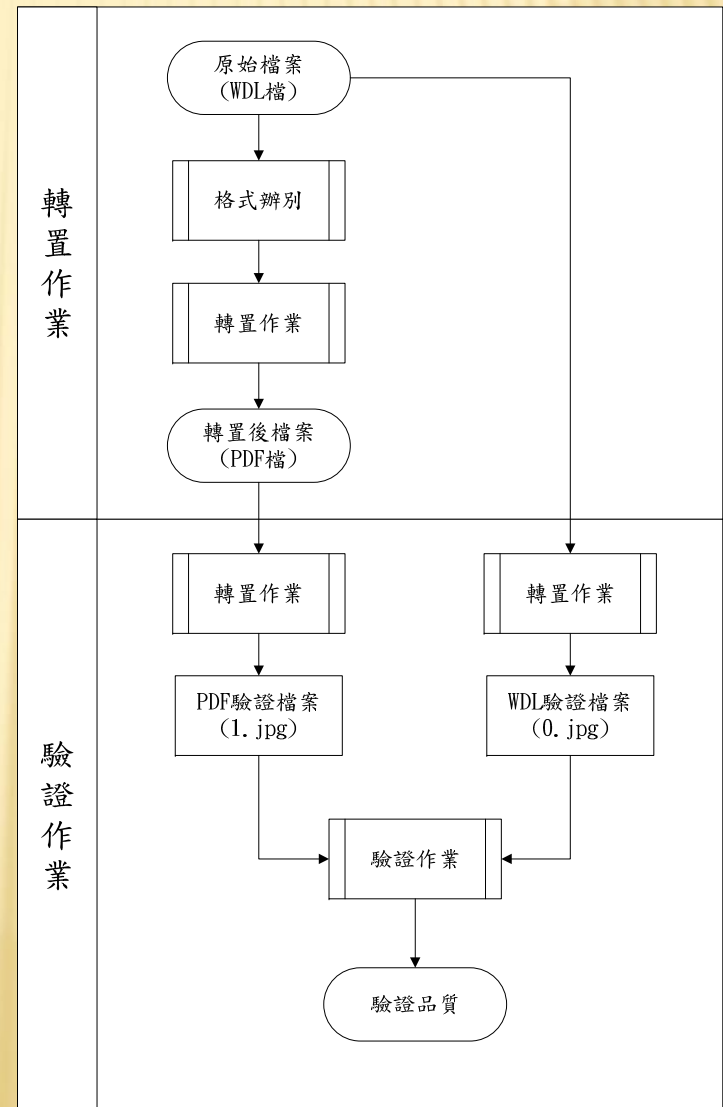 轉置作業
原始檔案
(WDL檔)
格式辦別
轉置作業
轉置後檔案
(PDF檔)
驗證作業
轉置作業
轉置作業
PDF驗證檔案
(1.jpg)
WDL驗證檔案
(0.jpg)
驗證作業
驗證品質